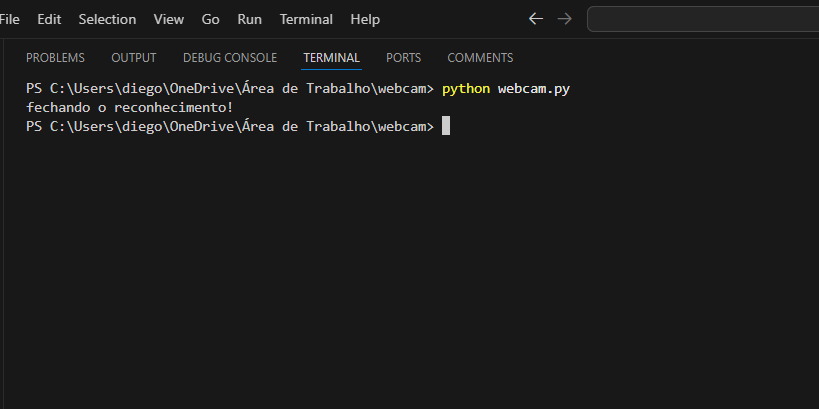 File Edit Selection View Go Run Terminal Help
PROBLEMS OUTPUT DEBUG CONSOLE TERMINAL PORTS COMMENTS
PS C:\Users\diego\OneDrive\Área de Trabalho\webcam> python webcam.py
fechando o reconhecimento!
PS C:\Users\diego\OneDrive\Área de Trabalho\webcam>